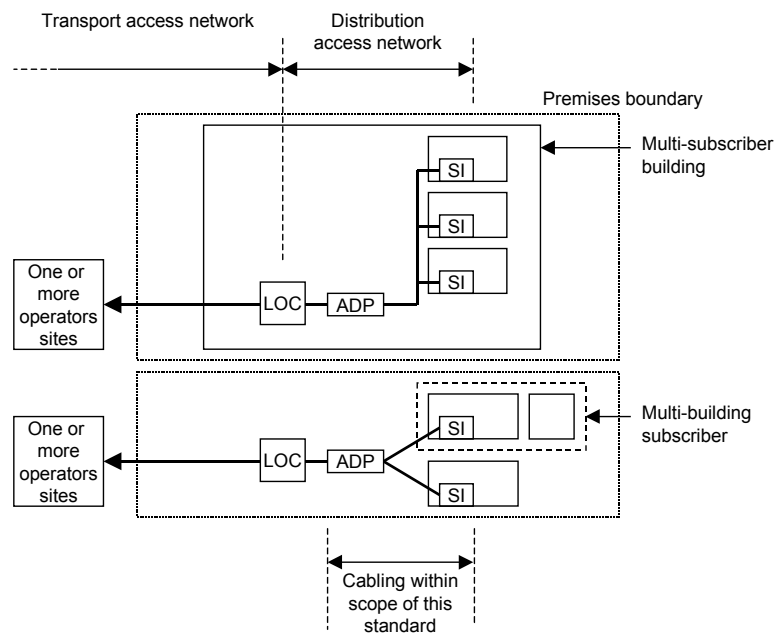 Transport access network
Distribution
access network
Premises boundary
Multi-subscriber
building
SI
SI
SI
One or
more
operators
sites
LOC
ADP
Multi-building
subscriber
SI
One or
more
operators
sites
LOC
ADP
SI
Cabling within
scope of this
standard